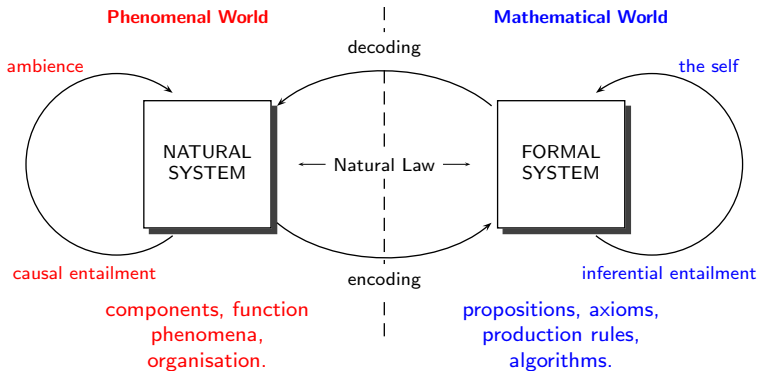 Phenomenal World
Mathematical World
decoding
ambience
the self
NATURAL
SYSTEM
Natural Law
FORMAL
SYSTEM
causal entailment
encoding
inferential entailment
components, function
phenomena,
organisation.
propositions, axioms,
production rules,
algorithms.